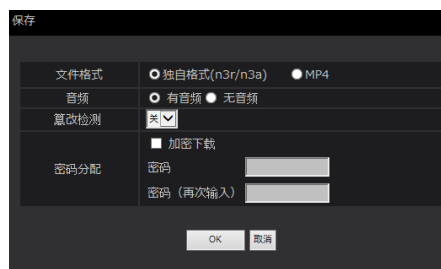 保存
文件格式 独自格式(n3r/n3a) MP4
音频 有音频 无音频
篡改检测 关
加密下载
密码分配 密码
密码（再次输入）
OK 取消